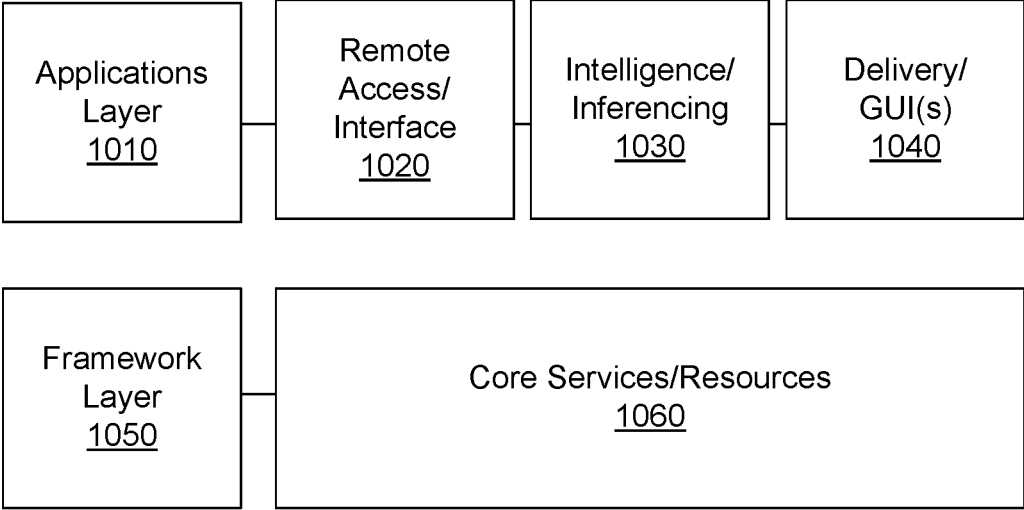 Applications
Layer
1010
Remote
Access/
Interface
1020
Intelligence/
Inferencing
1030
Delivery/
GUI(s)
1040
Framework
Layer
1050
Core Services/Resources
1060